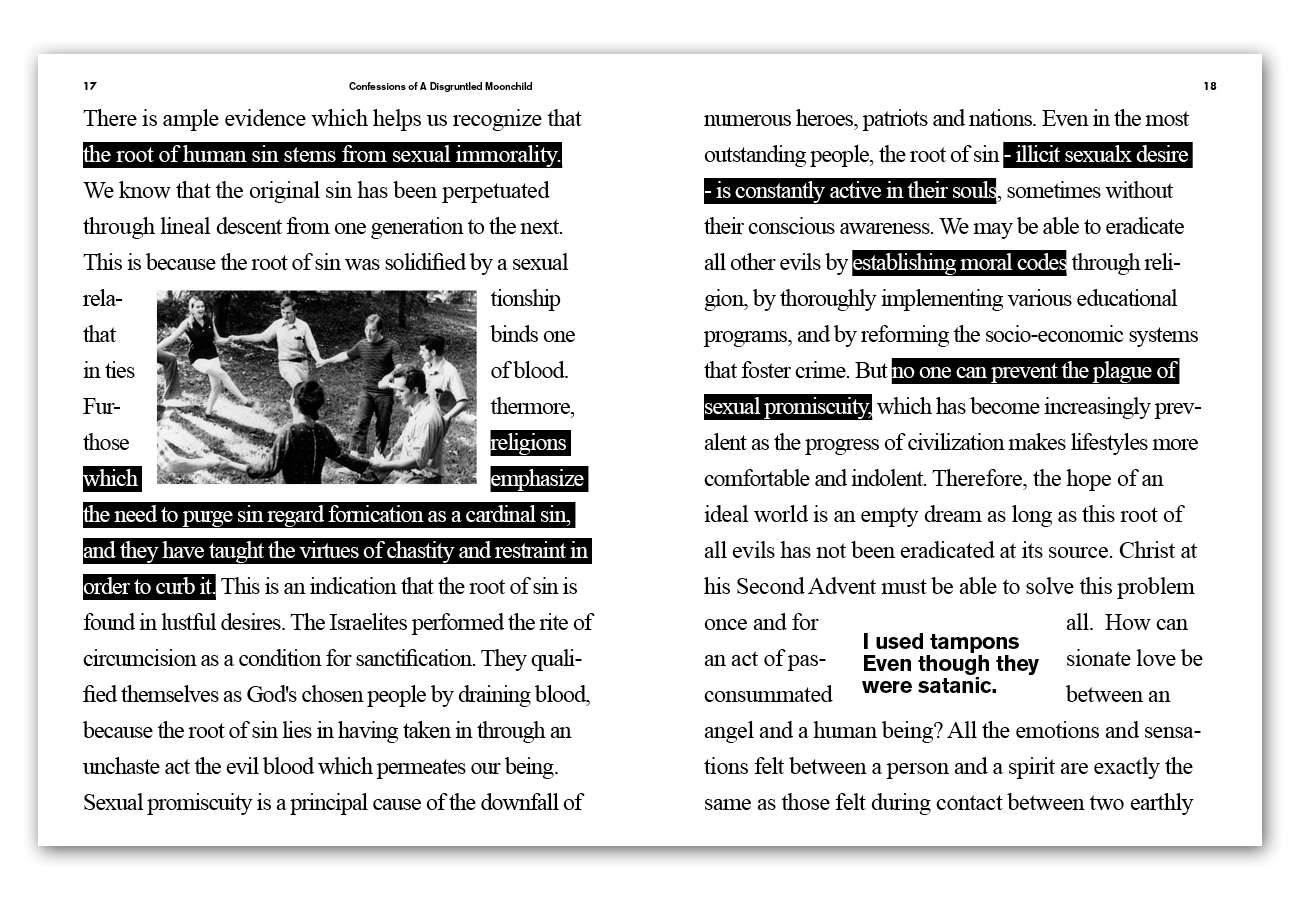 17
Confessions of A Disgruntled Moonchild
There is ample evidence which helps us recognize that
the root of human sin stems from sexual immorality.
We know that the original sin has been perpetuated
through lineal descent from one generation to the next.
This is because the root of sin was solidified by a sexual
rela- tionship
that binds one
in ties of blood.
Fur- thermore,
those religions
which emphasize
the need to purge sin regard fornication as a cardinal sin,
and they have taught the virtues of chastity and restraint in
order to curb it. This is an indication that the root of sin is
found in lustful desires. The Israelites performed the rite of
circumcision as a condition for sanctification. They quali-
fied themselves as God's chosen people by draining blood,
because the root of sin lies in having taken in through an
unchaste act the evil blood which permeates our being.
Sexual promiscuity is a principal cause of the downfall of
18
numerous heroes, patriots and nations. Even in the most
outstanding people, the root of sin - illicit sexualx desire
- is constantly active in their souls, sometimes without
their conscious awareness. We may be able to eradicate
all other evils by establishing moral codes through reli-
gion, by thoroughly implementing various educational
programs, and by reforming the socio-economic systems
that foster crime. But no one can prevent the plague of
sexual promiscuity, which has become increasingly prev-
alent as the progress of civilization makes lifestyles more
comfortable and indolent. Therefore, the hope of an
ideal world is an empty dream as long as this root of
all evils has not been eradicated at its source. Christ at
his Second Advent must be able to solve this problem
once and for all. How can
an act of pas- sionate love be
consummated between an
I used tampons
Even though they
were satanic.
angel and a human being? All the emotions and sensa-
tions felt between a person and a spirit are exactly the
same as those felt during contact between two earthly